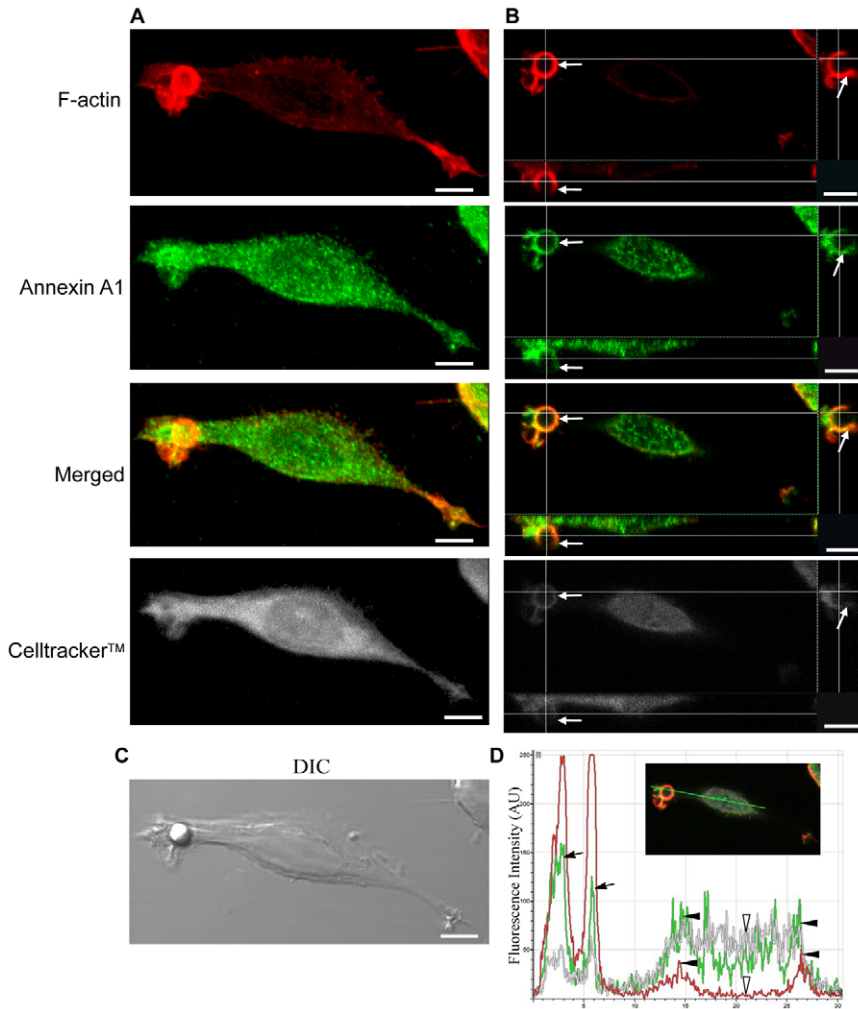 A
B
F-actin
Annexin A1
Merged
Celltracker™
C
DIC
D
Fluorescence Intensity (AU)
250
200
150
100
50
0
5
10
15
20
25
30